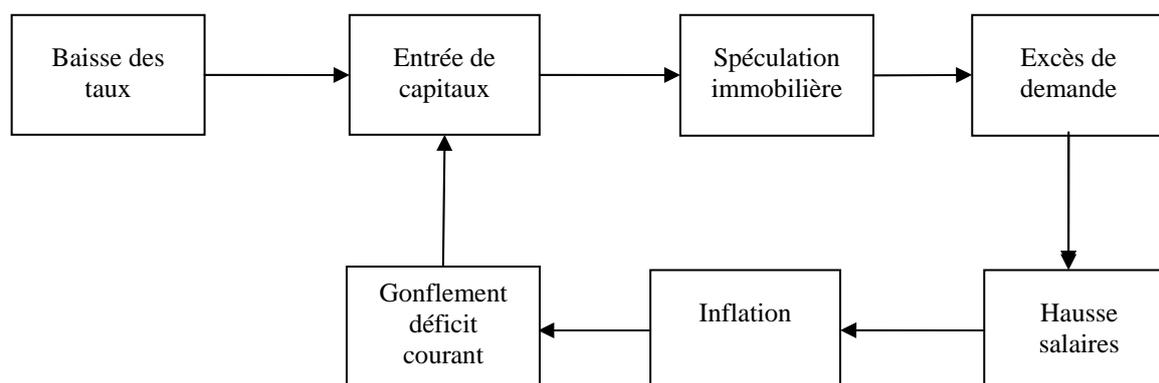 Baisse des
taux
Entrée de
capitaux
Spéculation
immobilière
Excès de
demande
Gonflement
déficit
courant
Inflation
Hausse
salaires